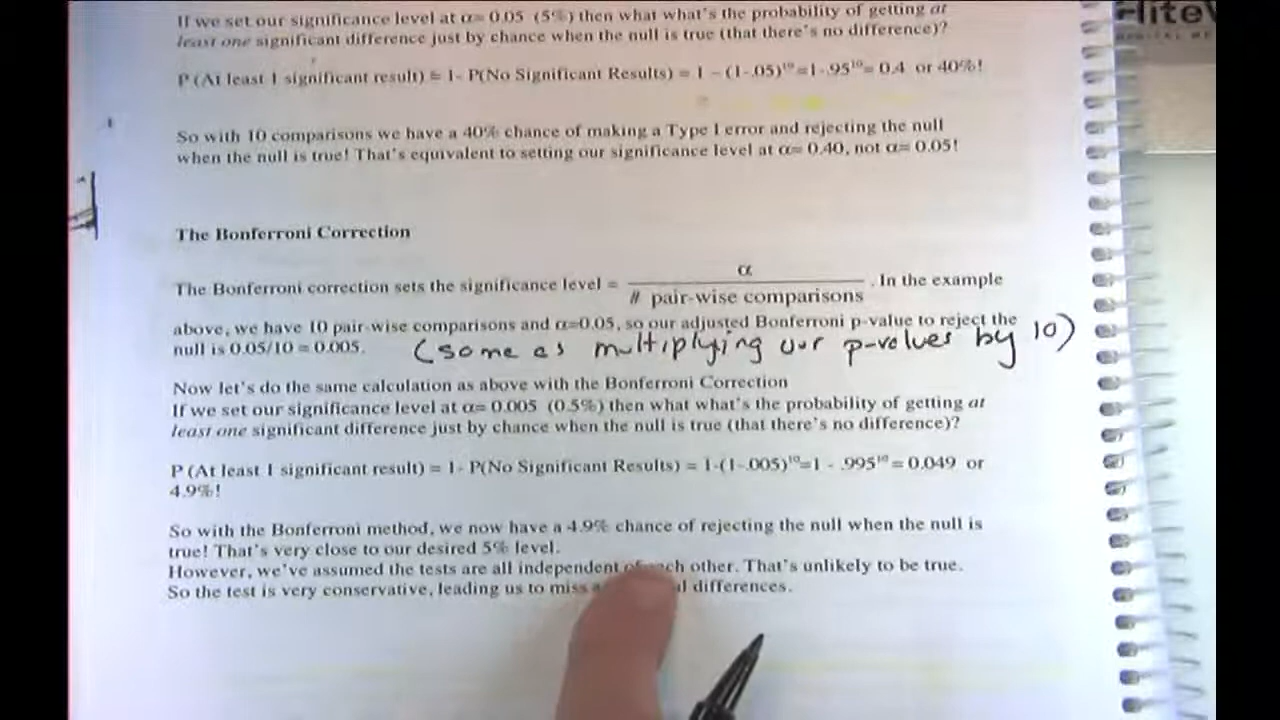 If we set our significance level at α= 0.05 (5%) then what what's the probability of getting at
least one significant difference just by chance when the null is true (that there's no difference)?
P (At least 1 significant result) = 1- P(No Significant Results) = 1 – (1-.05)¹⁰=1-.95¹⁰= 0.4 or 40%!
So with 10 comparisons we have a 40% chance of making a Type I error and rejecting the null
when the null is true! That's equivalent to setting our significance level at α= 0.40, not α= 0.05!
The Bonferroni Correction
α
The Bonferroni correction sets the significance level = . In the example
# pair-wise comparisons
above, we have 10 pair-wise comparisons and α=0.05, so our adjusted Bonferroni p-value to reject the
null is 0.05/10 = 0.005. (same as multiplying our p-values by 10)
Now let's do the same calculation as above with the Bonferroni Correction
If we set our significance level at α= 0.005 (0.5%) then what what's the probability of getting at
least one significant difference just by chance when the null is true (that there's no difference)?
P (At least 1 significant result) = 1- P(No Significant Results) = 1-(1-.005)¹⁰=1 - .995¹⁰ = 0.049 or
4.9%!
So with the Bonferroni method, we now have a 4.9% chance of rejecting the null when the null is
true! That's very close to our desired 5% level.
However, we've assumed the tests are all independent of each other. That's unlikely to be true.
So the test is very conservative, leading us to miss differences.